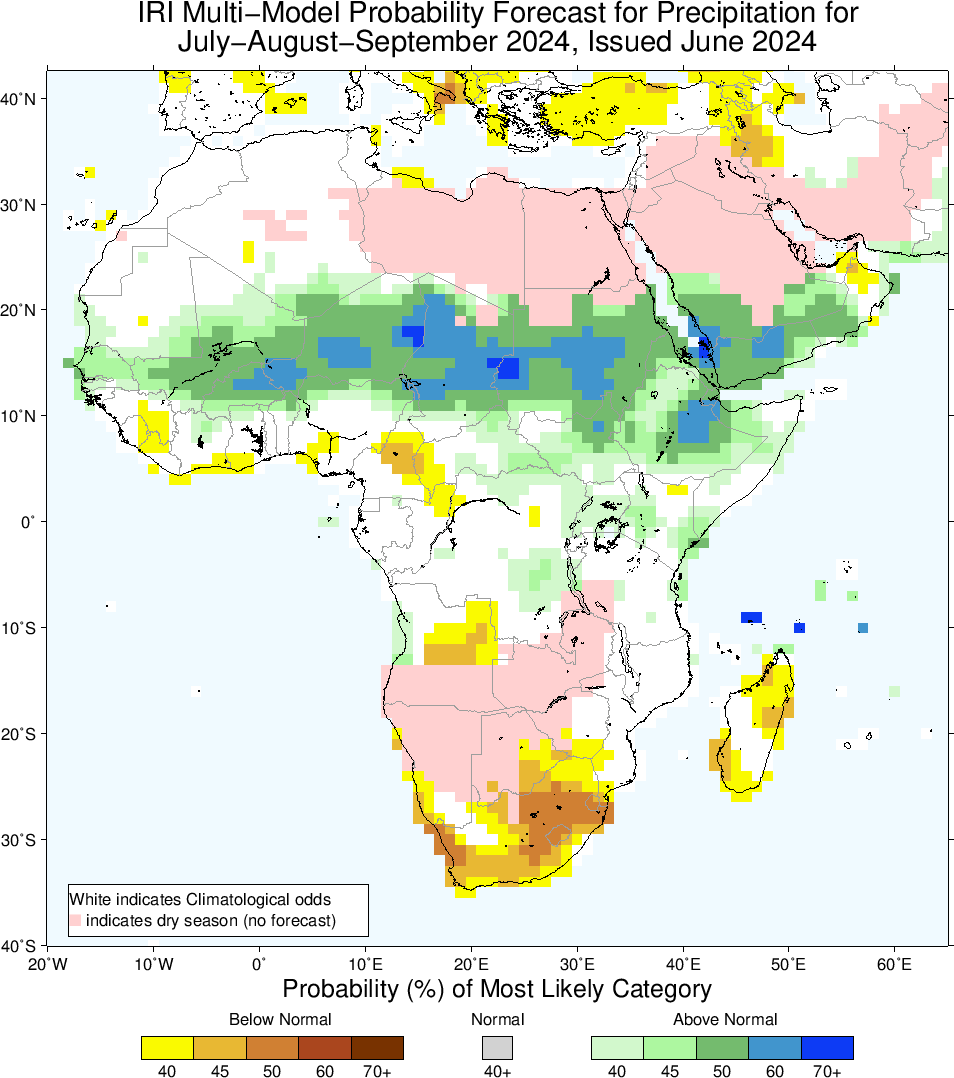 IRI Multi−Model Probability Forecast for Precipitation for
July−August−September 2024, Issued June 2024
40°N
30°N
20°N
10°N
0°
10°S
20°S
30°S
40°S
White indicates Climatological odds
indicates dry season (no forecast)
20°W 10°W 0° 10°E 20°E 30°E 40°E 50°E 60°E
Probability (%) of Most Likely Category
Below Normal Normal Above Normal
40 45 50 60 70+ 40+ 40 45 50 60 70+